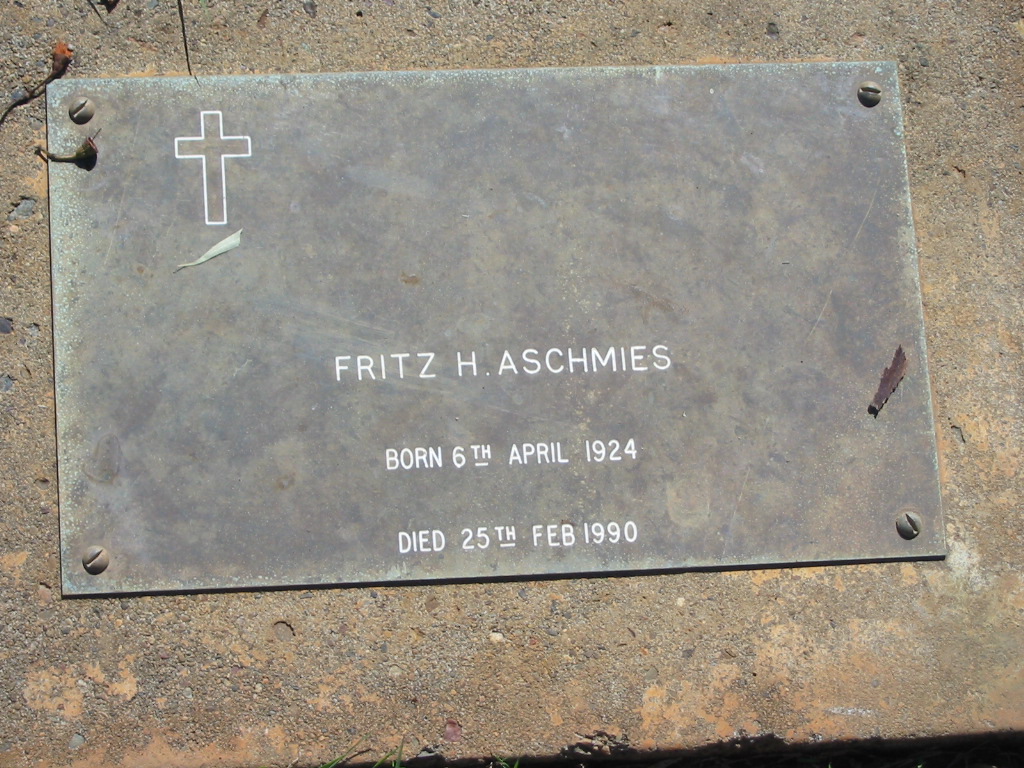 FRITZ H. ASCHMIES
BORN 6TH APRIL 1924
DIED 25TH FEB 1990